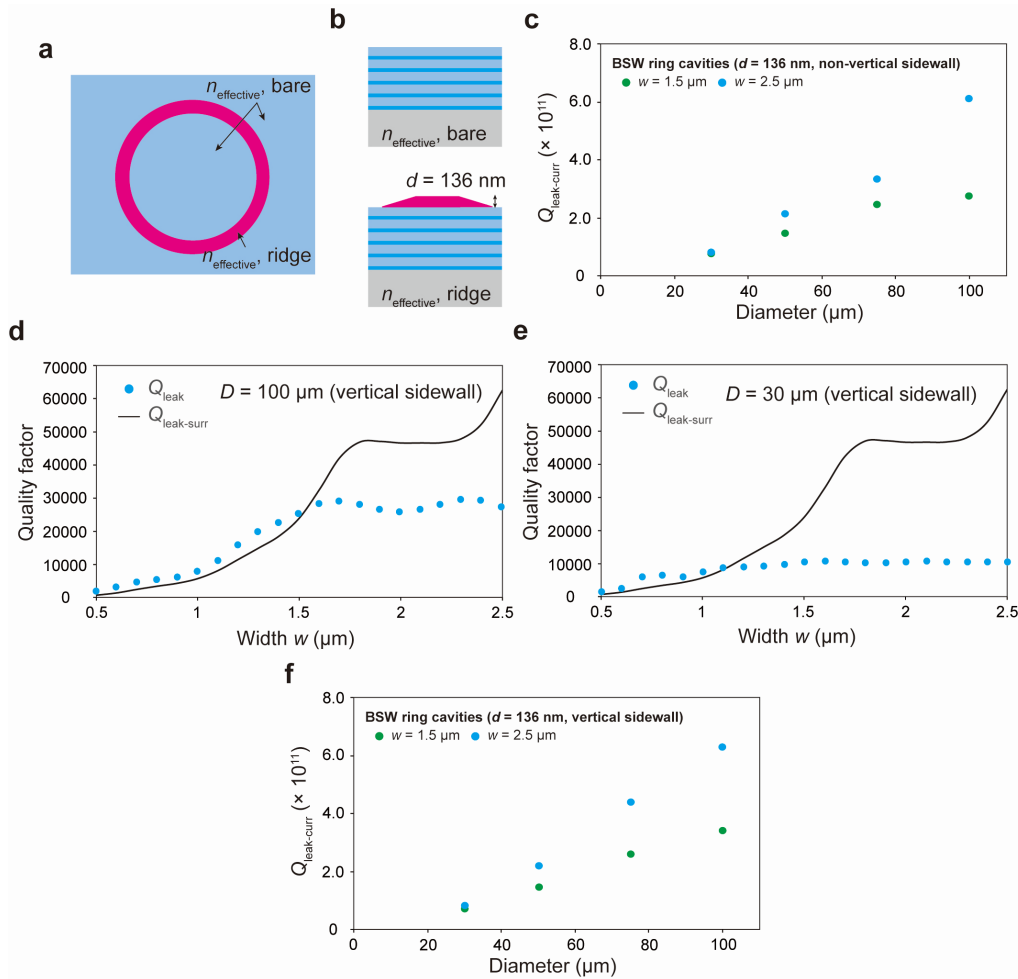 a
n effective, bare
n effective, ridge
b
n effective, bare
d = 136 nm
n effective, ridge
c
8.0
6.0
4.0
2.0
0
Q leak-curr (× 10¹¹)
BSW ring cavities (d = 136 nm, non-vertical sidewall)
w = 1.5 µm w = 2.5 µm
0 20 40 60 80 100
Diameter (µm)
d
70000
60000
50000
40000
30000
20000
10000
0
Quality factor
Q leak
Q leak-surr
D = 100 µm (vertical sidewall)
0.5 1 1.5 2 2.5
Width w (µm)
e
70000
60000
50000
40000
30000
20000
10000
0
Quality factor
Q leak
Q leak-surr
D = 30 µm (vertical sidewall)
0.5 1 1.5 2 2.5
Width w (µm)
f
8.0
6.0
4.0
2.0
0
Q leak-curr (× 10¹¹)
BSW ring cavities (d = 136 nm, vertical sidewall)
w = 1.5 µm w = 2.5 µm
0 20 40 60 80 100
Diameter (µm)